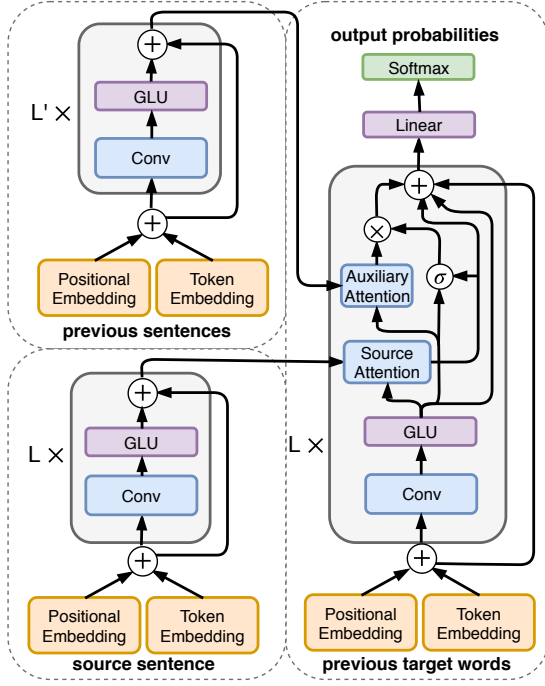 GLU
Conv
L' ×
+
+
Positional
Embedding
Token
Embedding
previous sentences
GLU
Conv
L ×
+
+
Positional
Embedding
Token
Embedding
source sentence
output probabilities
Softmax
Linear
+
×
σ
Auxiliary
Attention
Source
Attention
GLU
L ×
Conv
+
Positional
Embedding
Token
Embedding
previous target words